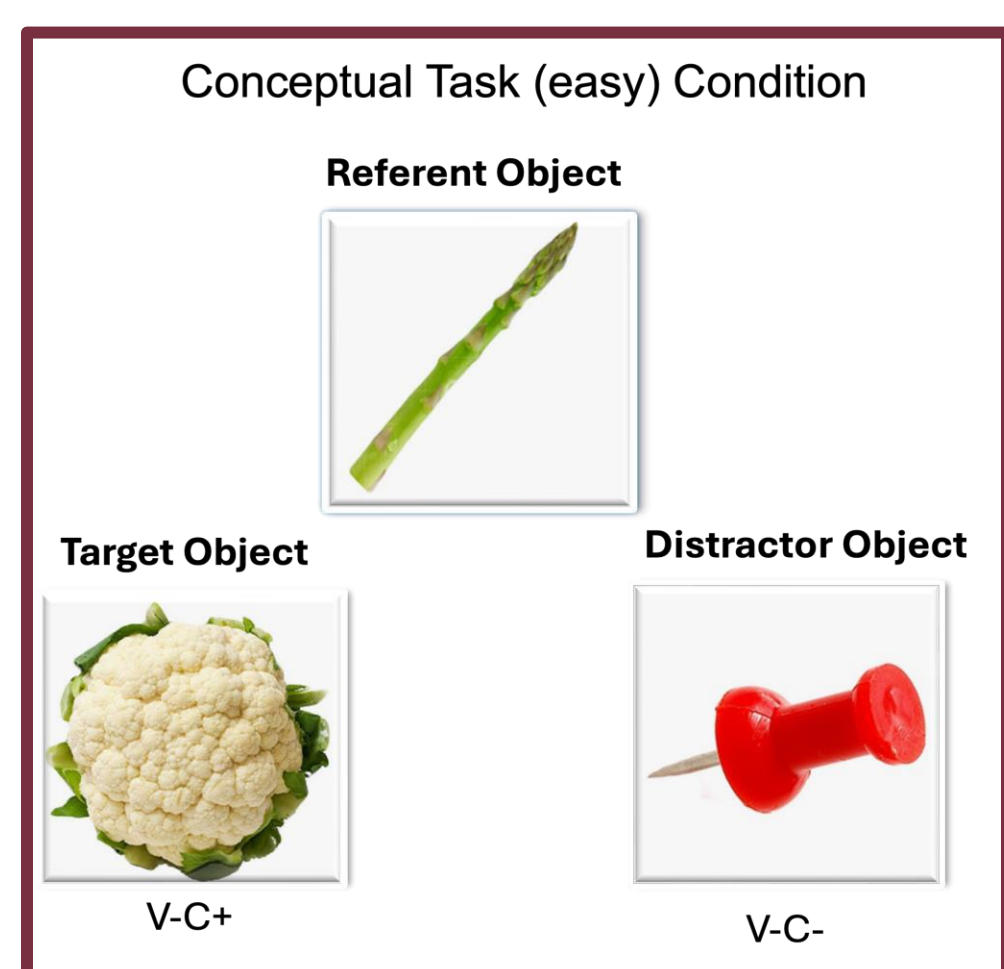 Conceptual Task (easy) Condition
Referent Object
Target Object
Distractor Object
V-C+
V-C-